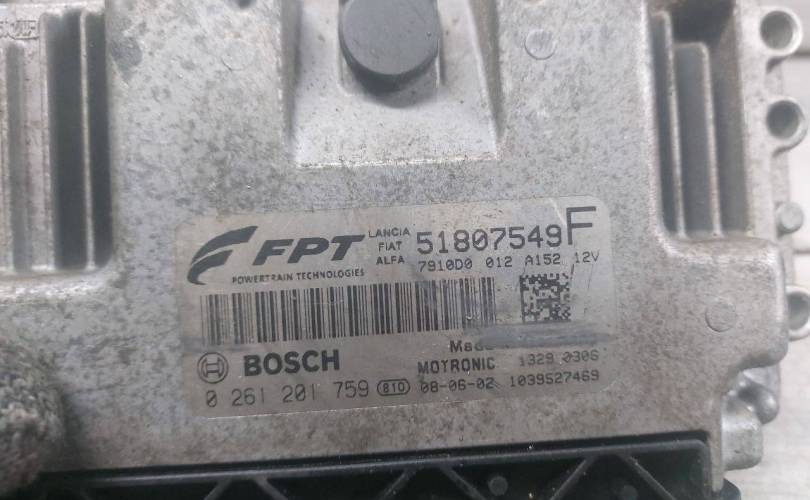 FPT
POWERTRAIN TECHNOLOGIES
LANCIA
FIAT
ALFA
51807549F
7910D0 012 A152 12V
BOSCH
Made
MOTRONIC 1329 0306
0 261 201 759 810 08-06-02 1039527469